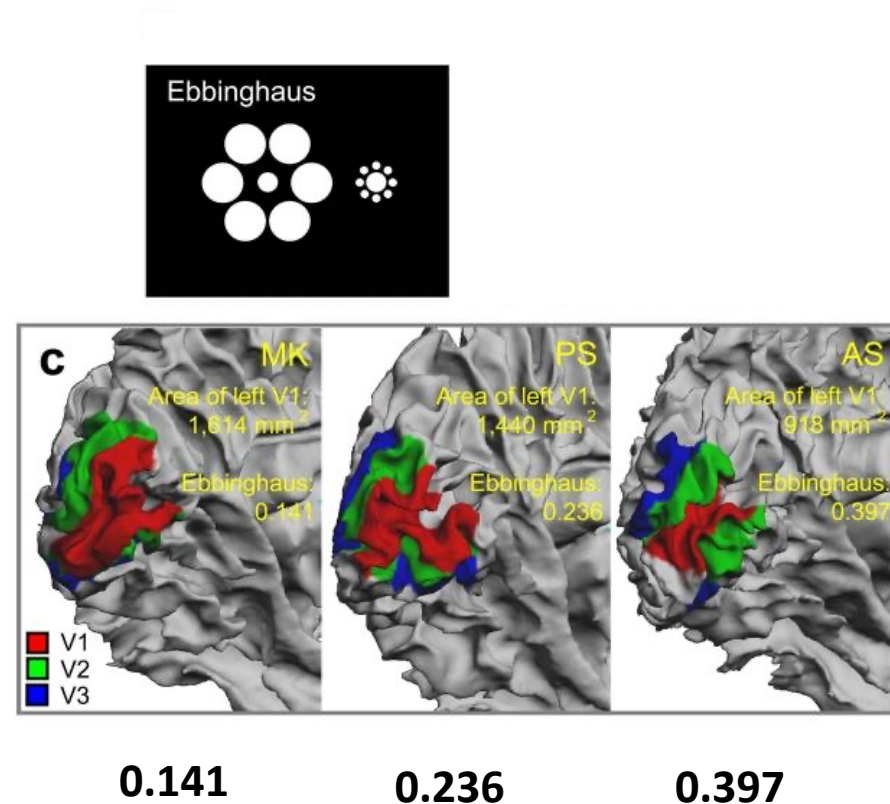 Ebbinghaus
c
MK
Area of left V1:
1,614 mm²
Ebbinghaus:
0.141
PS
Area of left V1:
1,440 mm²
Ebbinghaus:
0.236
AS
Area of left V1:
918 mm²
Ebbinghaus:
0.397
V1
V2
V3
0.141 0.236 0.397